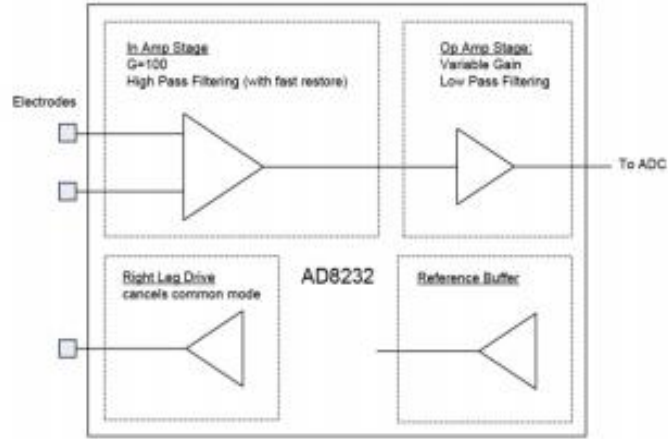 In Amp Stage
G=100
High Pass Filtering (with fast restore)
Op Amp Stage:
Variable Gain
Low Pass Filtering
Electrodes
To ADC
Right Leg Drive
cancels common mode
AD8232
Reference Buffer